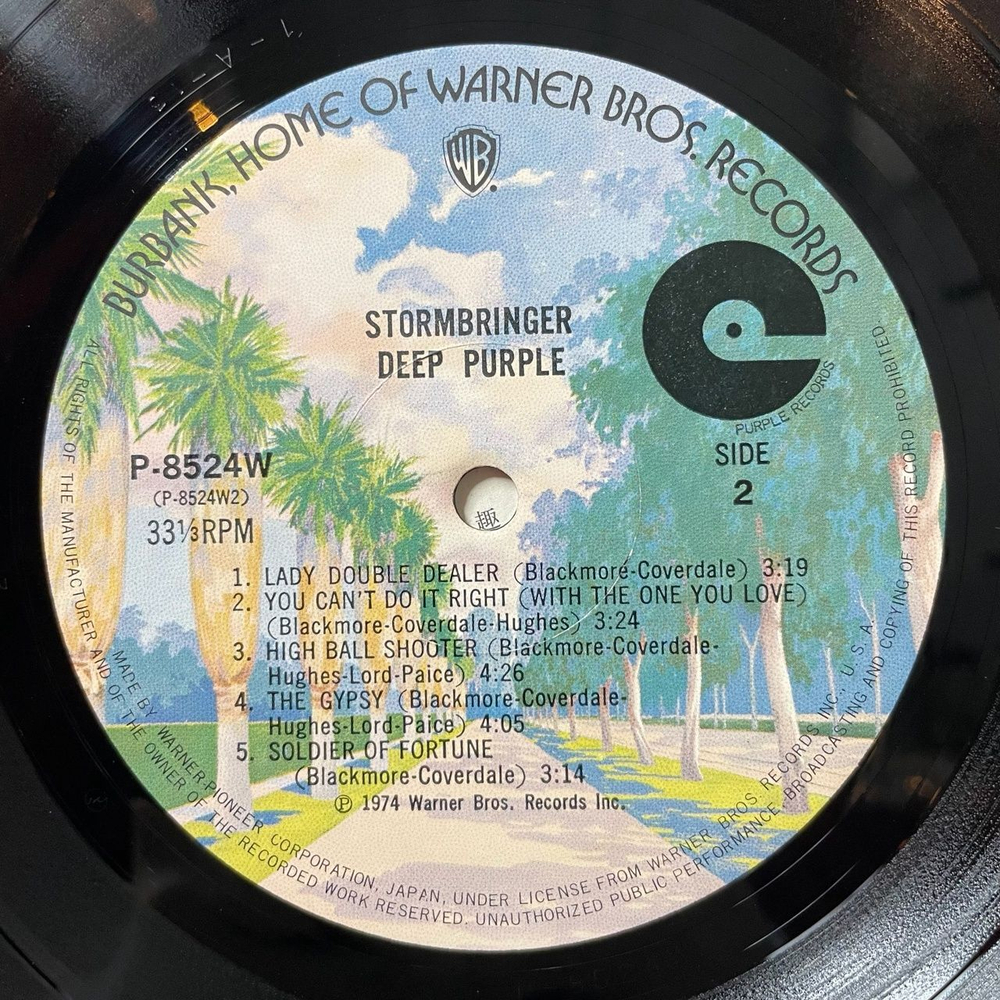 BURBANK, HOME OF WARNER BROS. RECORDS
WB
STORMBRINGER
DEEP PURPLE
PURPLE RECORDS
P-8524W
(P-8524W2)
33⅓RPM
SIDE
2
趣
1. LADY DOUBLE DEALER (Blackmore-Coverdale) 3:19
2. YOU CAN'T DO IT RIGHT (WITH THE ONE YOU LOVE)
(Blackmore-Coverdale-Hughes) 3:24
3. HIGH BALL SHOOTER (Blackmore-Coverdale-
Hughes-Lord-Paice) 4:26
4. THE GYPSY (Blackmore-Coverdale-
Hughes-Lord-Paice) 4:05
5. SOLDIER OF FORTUNE
(Blackmore-Coverdale) 3:14
Ⓟ 1974 Warner Bros. Records Inc.
MADE BY WARNER-PIONEER CORPORATION, JAPAN, UNDER LICENSE FROM WARNER BROS. RECORDS INC., U. S. A.
ALL RIGHTS OF THE MANUFACTURER AND OF THE OWNER OF THE RECORDED WORK RESERVED. UNAUTHORIZED PUBLIC PERFORMANCE, BROADCASTING AND COPYING OF THIS RECORD PROHIBITED.